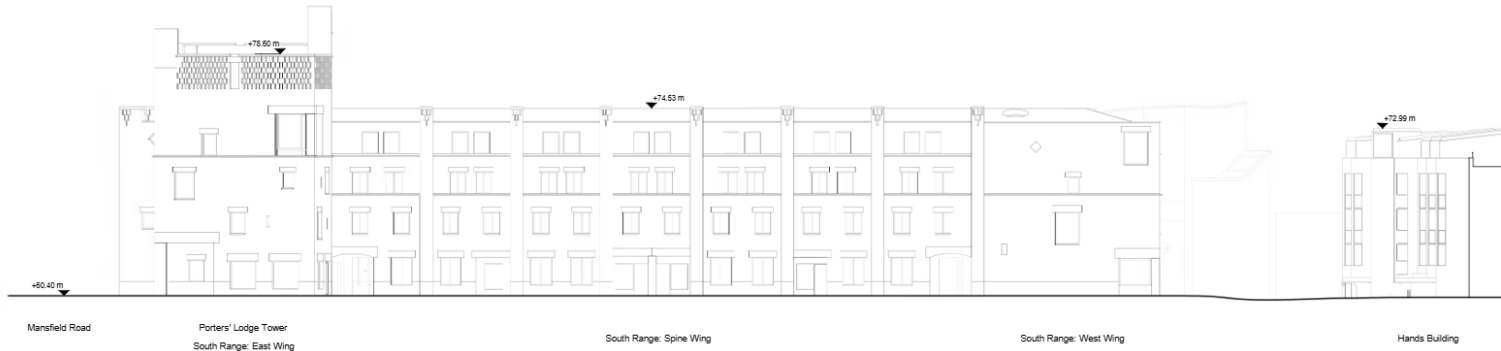 +78.60 m
+74.53 m
+72.99 m
+60.40 m
Mansfield Road
Porters' Lodge Tower
South Range: East Wing
South Range: Spine Wing
South Range: West Wing
Hands Building